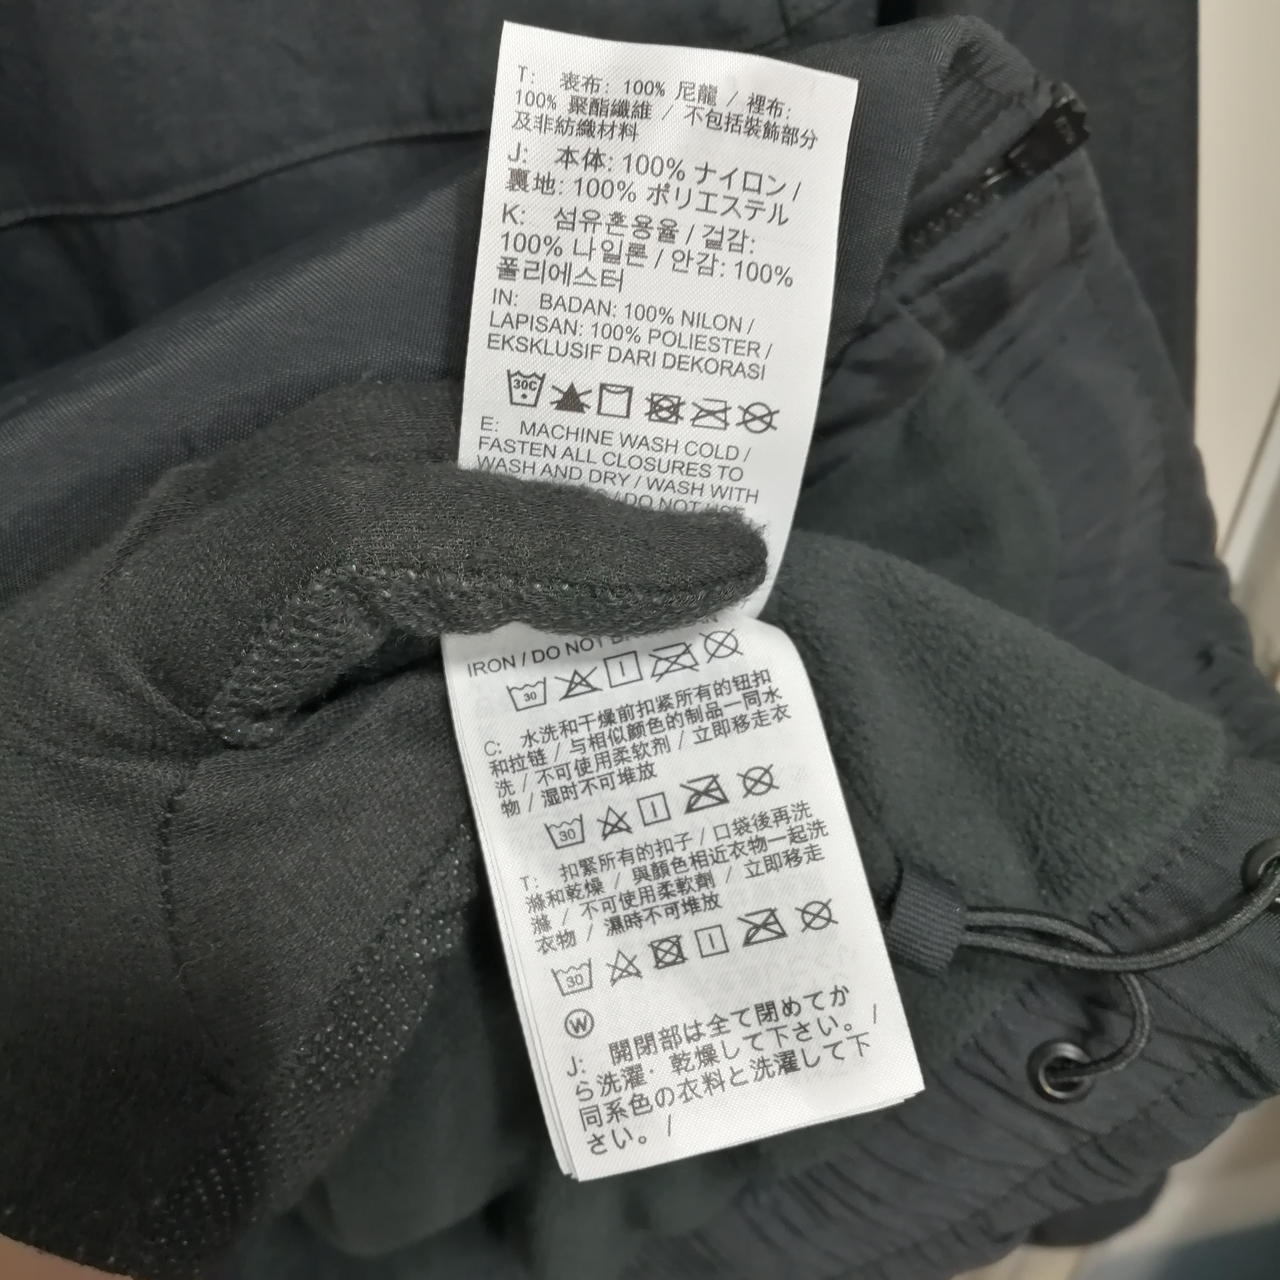 T: 表布: 100% 尼龍 / 裡布:
100% 聚酯纖維 / 不包括裝飾部分
及非紡織材料
J: 本体: 100% ナイロン /
裏地: 100% ポリエステル
K: 섬유혼용율 / 겉감:
100% 나일론 / 안감: 100%
폴리에스터
IN: BADAN: 100% NILON /
LAPISAN: 100% POLIESTER /
EKSKLUSIF DARI DEKORASI
30C
E: MACHINE WASH COLD /
FASTEN ALL CLOSURES TO
WASH AND DRY / WASH WITH
/ DO NOT USE
IRON / DO NOT
30
C: 水洗和干燥前扣紧所有的钮扣
和拉链 / 与相似颜色的制品一同水
洗 / 不可使用柔软剂 / 立即移走衣
物 / 湿时不可堆放
30
T: 扣緊所有的扣子 / 口袋後再洗
滌和乾燥 / 與顏色相近衣物一起洗
滌 / 不可使用柔軟劑 / 立即移走
衣物 / 濕時不可堆放
30
W
J: 開閉部は全て閉めてか
ら洗濯・乾燥して下さい。 /
同系色の衣料と洗濯して下
さい。 /